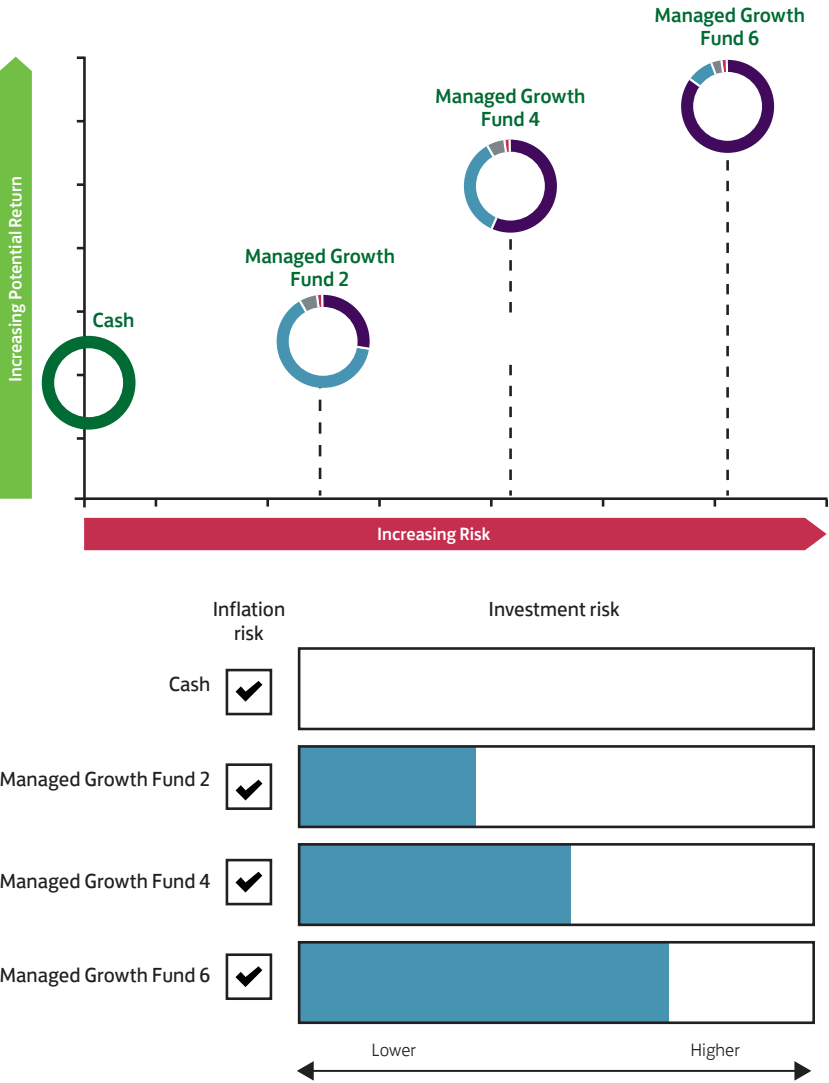 Managed Growth
Fund 6
Managed Growth
Fund 4
Managed Growth
Fund 2
Cash
Increasing Potential Return
Increasing Risk
Inflation
risk
Investment risk
Cash
Managed Growth Fund 2
Managed Growth Fund 4
Managed Growth Fund 6
Lower
Higher